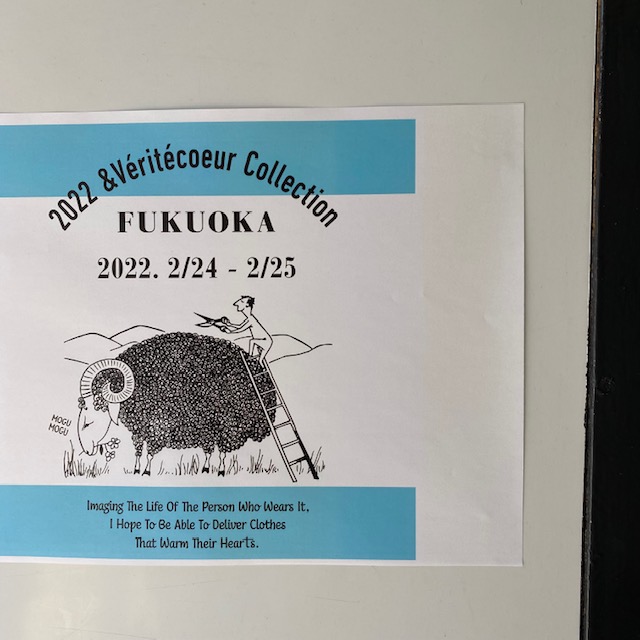 2022 &Véritécoeur Collection
FUKUOKA
2022. 2/24 - 2/25
MOGU
MOGU
Imaging The Life Of The Person Who Wears It,
I Hope To Be Able To Deliver Clothes
That Warm Their Hearts.